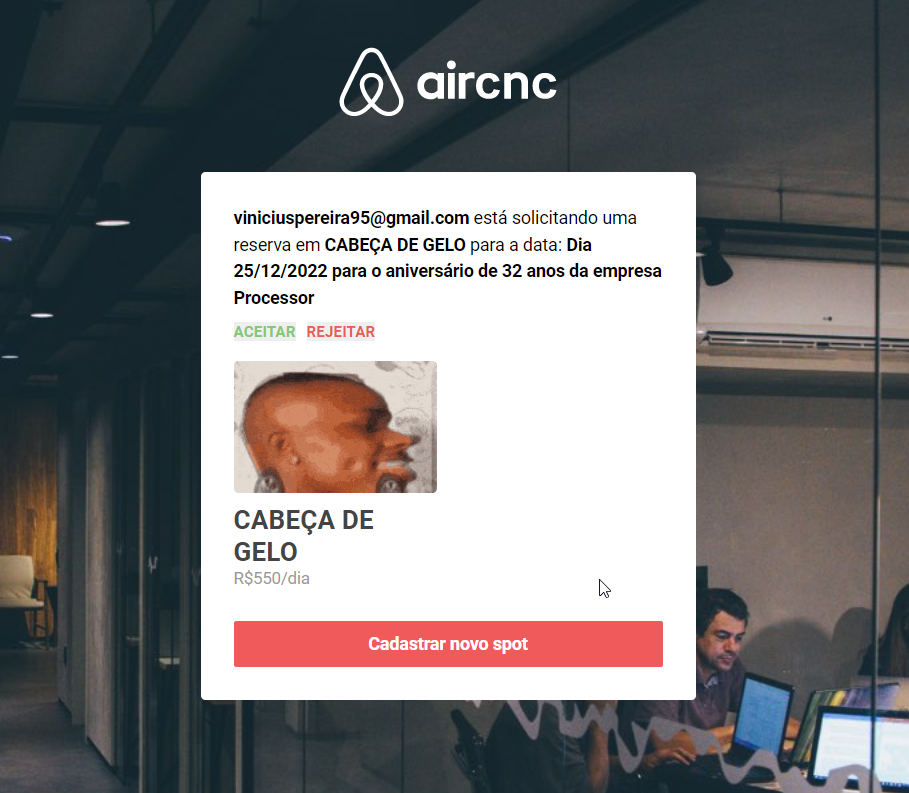 aircnc
viniciuspereira95@gmail.com está solicitando uma
reserva em CABEÇA DE GELO para a data: Dia
25/12/2022 para o aniversário de 32 anos da empresa
Processor
ACEITAR REJEITAR
CABEÇA DE
GELO
R$550/dia
Cadastrar novo spot